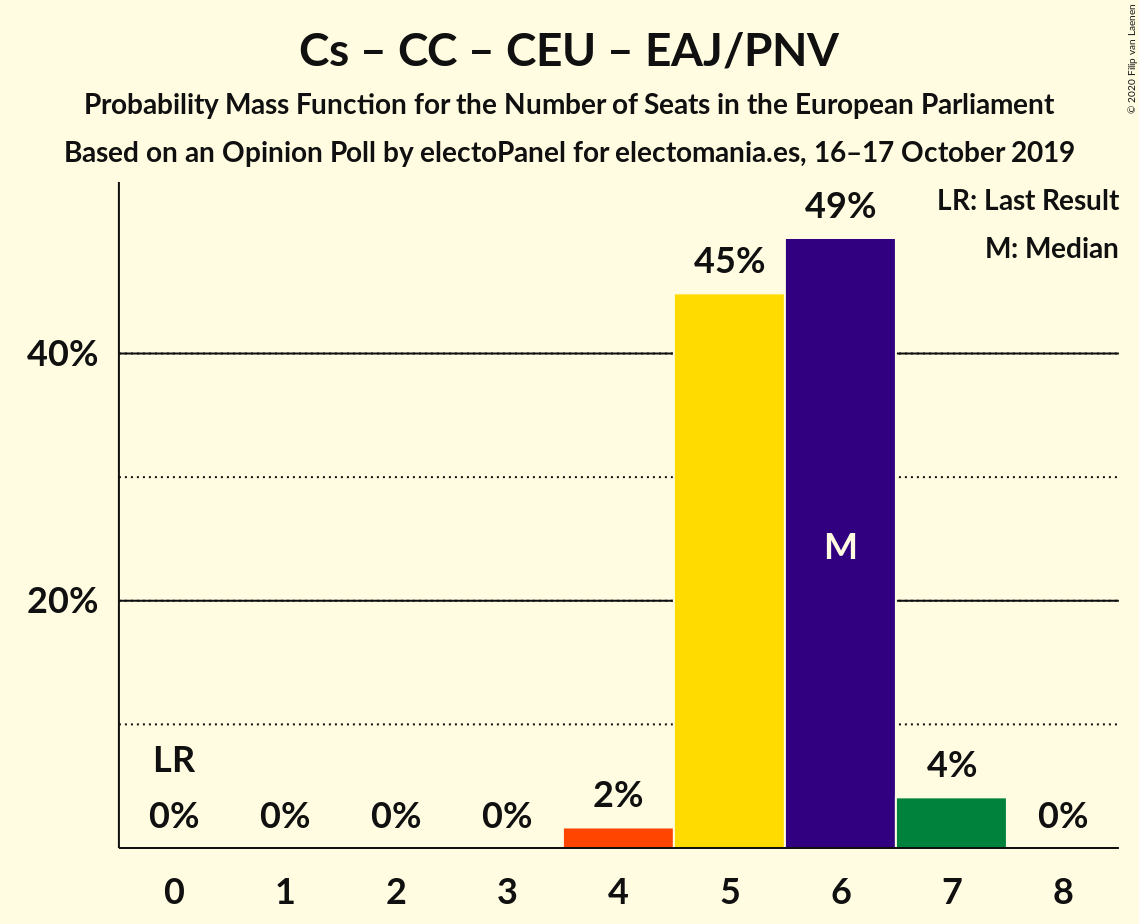 Cs – CC – CEU – EAJ/PNV
Probability Mass Function for the Number of Seats in the European Parliament
Based on an Opinion Poll by electoPanel for electomania.es, 16–17 October 2019
© 2020 Filip van Laenen
LR: Last Result
M: Median
49%
45%
40%
M
20%
LR
4%
2%
0% 0% 0% 0% 0%
0 1 2 3 4 5 6 7 8